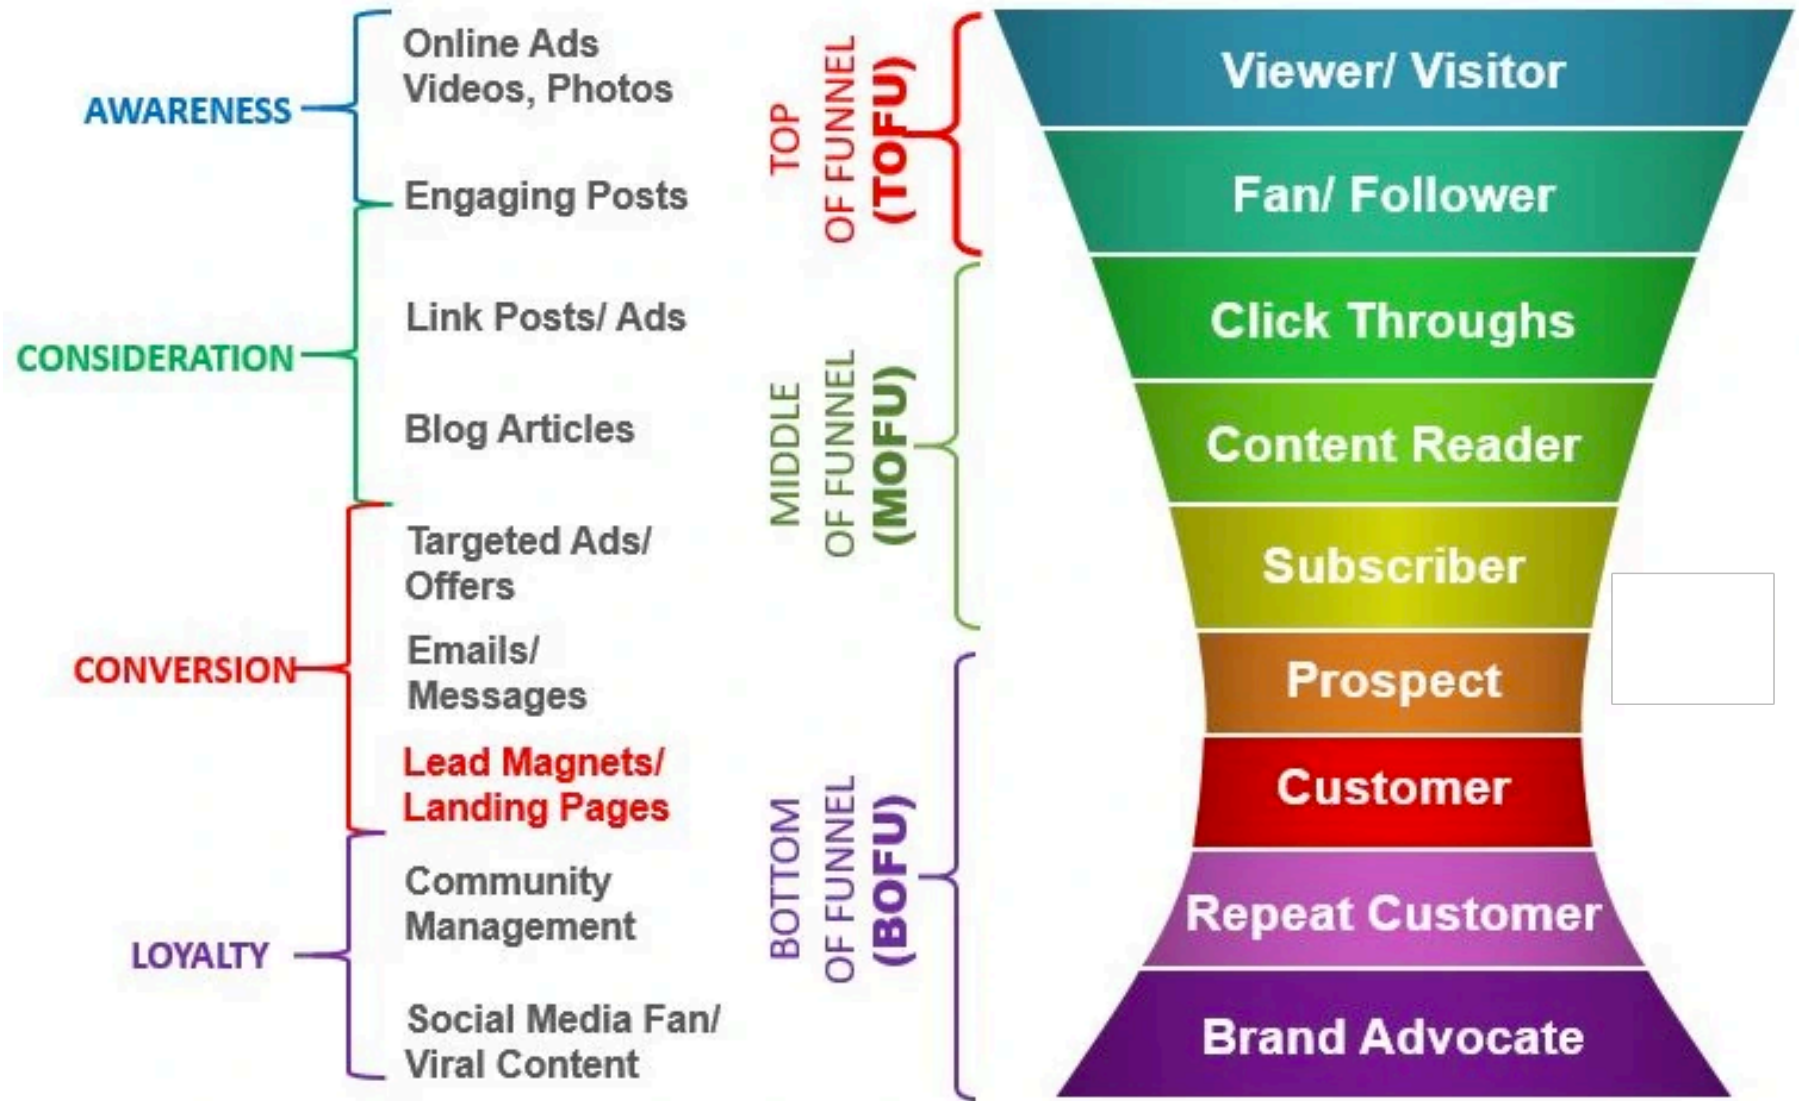 AWARENESS
Online Ads
Videos, Photos
Engaging Posts
CONSIDERATION
Link Posts/ Ads
Blog Articles
CONVERSION
Targeted Ads/
Offers
Emails/
Messages
Lead Magnets/
Landing Pages
LOYALTY
Community
Management
Social Media Fan/
Viral Content
TOP
OF FUNNEL
(TOFU)
MIDDLE
OF FUNNEL
(MOFU)
BOTTOM
OF FUNNEL
(BOFU)
Viewer/ Visitor
Fan/ Follower
Click Throughs
Content Reader
Subscriber
Prospect
Customer
Repeat Customer
Brand Advocate